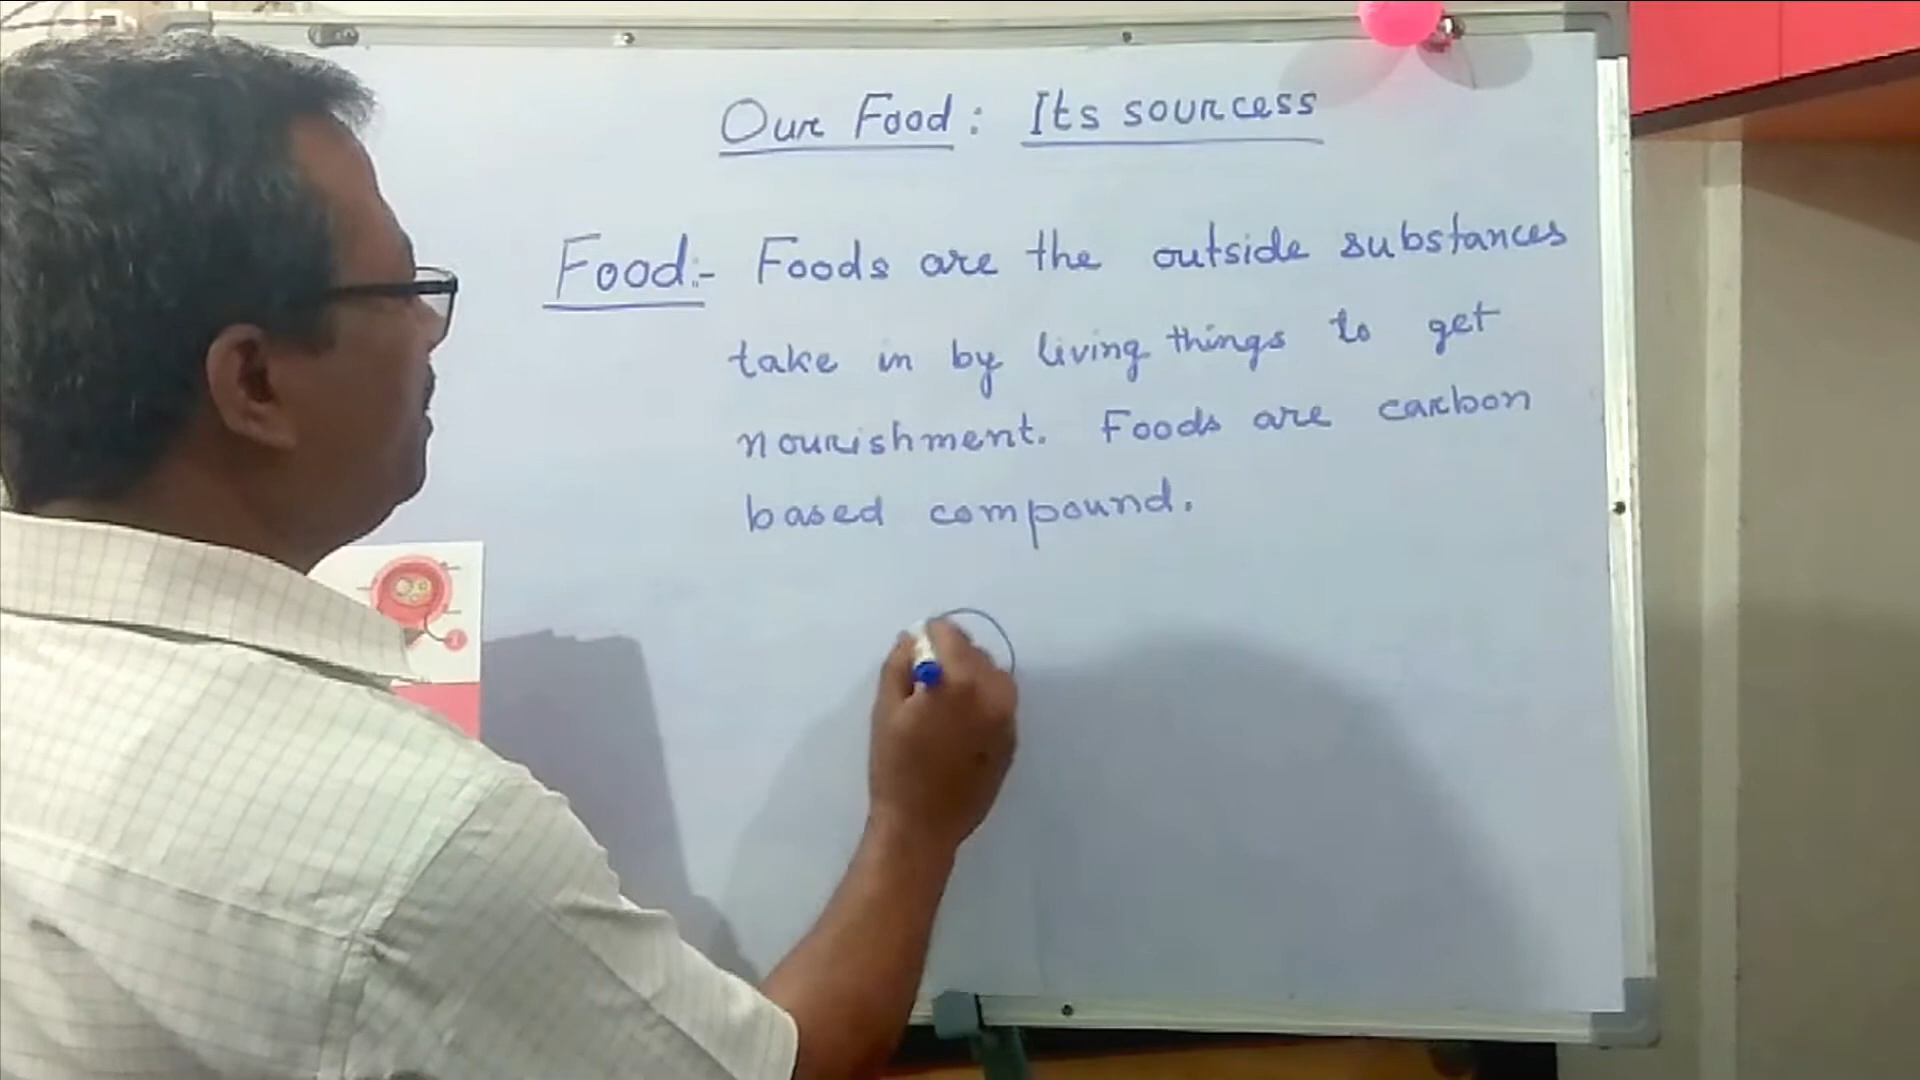 Our Food : Its sourcess
Food:- Foods are the outside substances
take in by living things to get
nourishment. Foods are carbon
based compound.